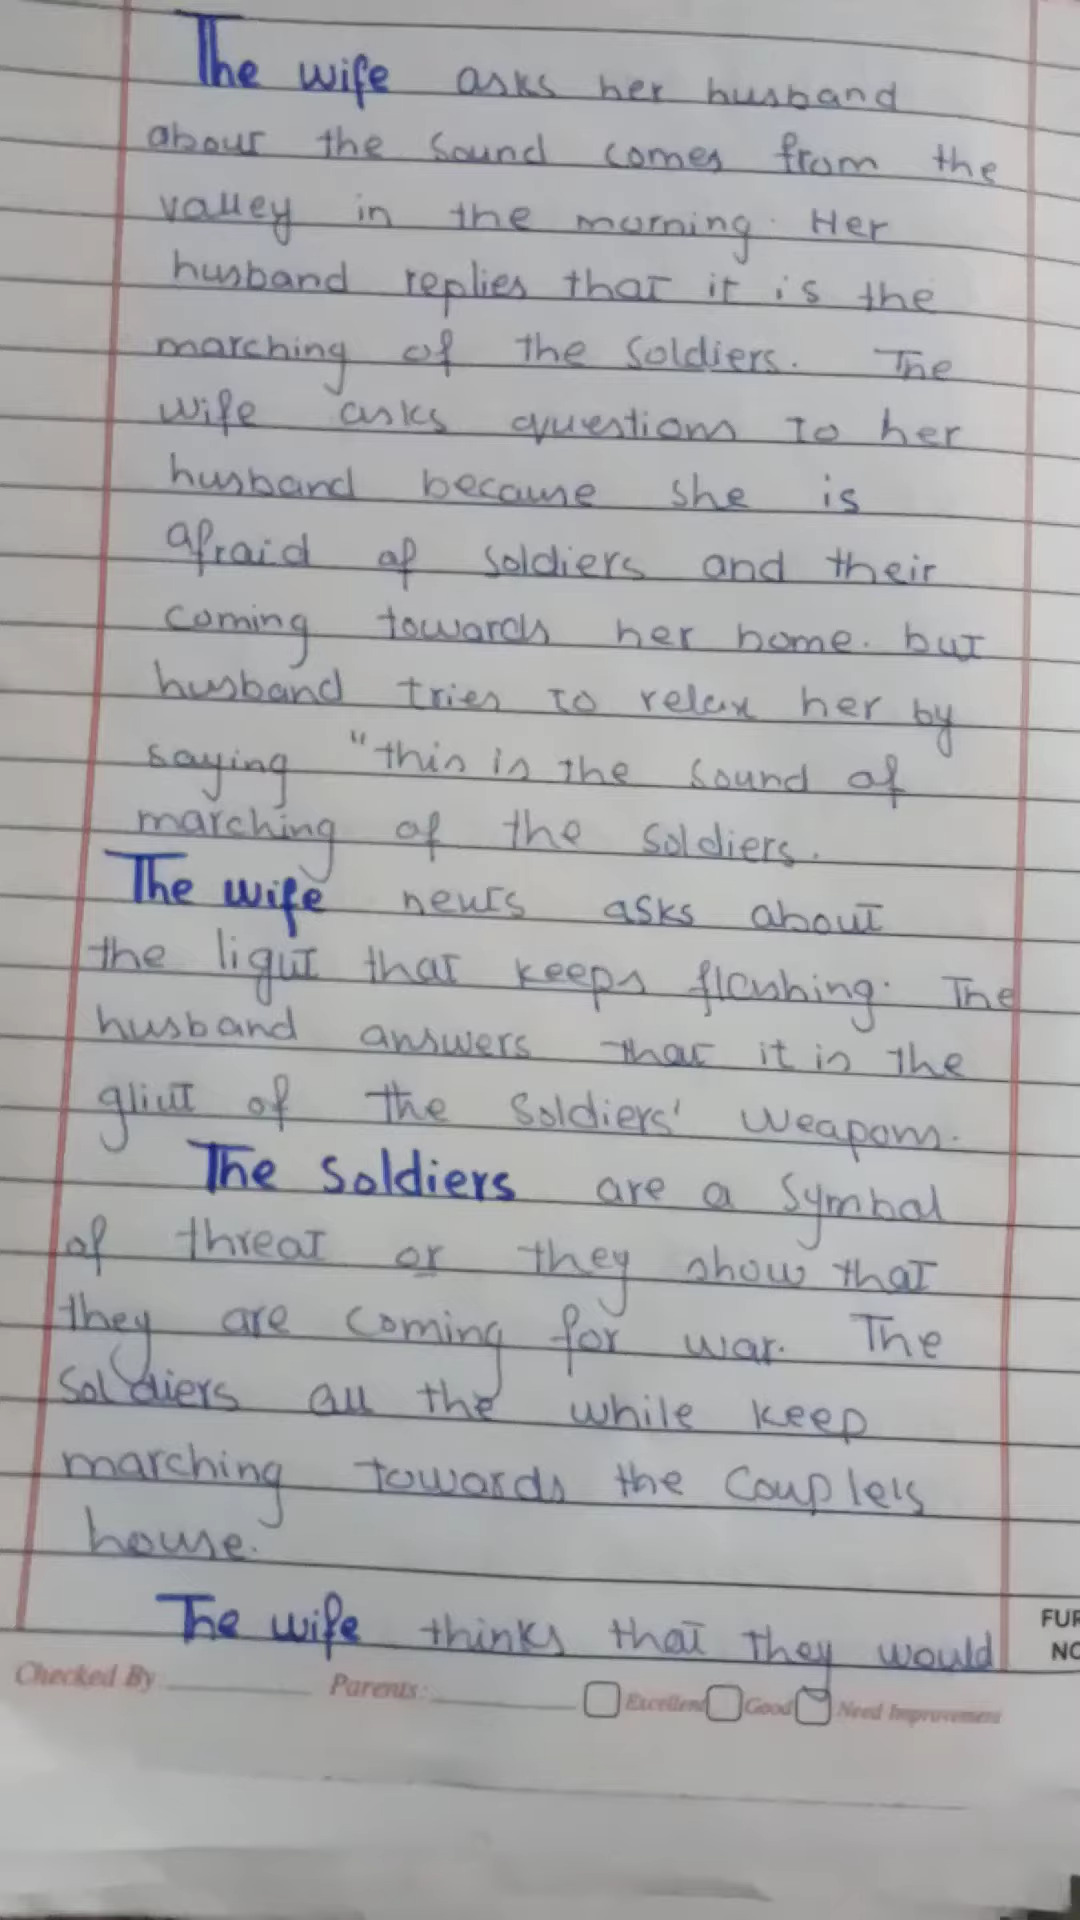 The wife asks her husband
about the sound comes from the
valley in the morning. Her
husband replies that it is the
marching of the soldiers. The
wife asks questions to her
husband because she is
afraid of soldiers and their
coming towards her home. but
husband tries to relax her by
saying "this is the sound of
marching of the soldiers.
The wife asks about
the light that keeps flashing. The
husband answers that it is the
glint of the soldiers' weapons.
The Soldiers are a symbol
of threat or they show that
they are coming for war. The
soldiers all the while keep
marching towards the couple's
house.
The wife thinks that they would
FUR
NO
Checked By Parents: Excellent Good Need Improvement